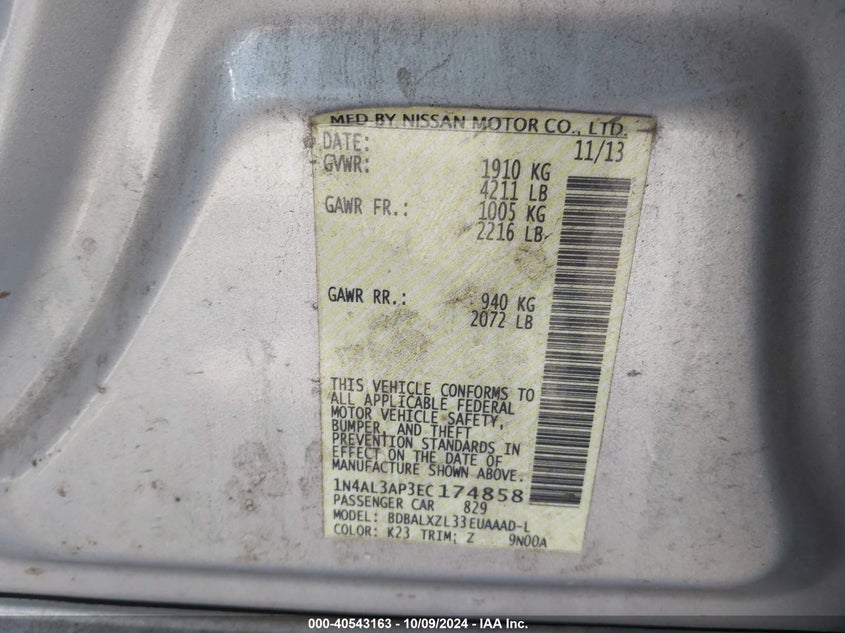 MFD BY NISSAN MOTOR CO., LTD.
DATE: 11/13
GVWR: 1910 KG
4211 LB
GAWR FR.: 1005 KG
2216 LB
GAWR RR.: 940 KG
2072 LB
THIS VEHICLE CONFORMS TO
ALL APPLICABLE FEDERAL
MOTOR VEHICLE SAFETY,
BUMPER, AND THEFT
PREVENTION STANDARDS IN
EFFECT ON THE DATE OF
MANUFACTURE SHOWN ABOVE.
1N4AL3AP3EC174858
PASSENGER CAR 829
MODEL: BDBALXZL33EUAAAD-L
COLOR: K23 TRIM: Z 9N00A
000-40543163 - 10/09/2024 - IAA Inc.